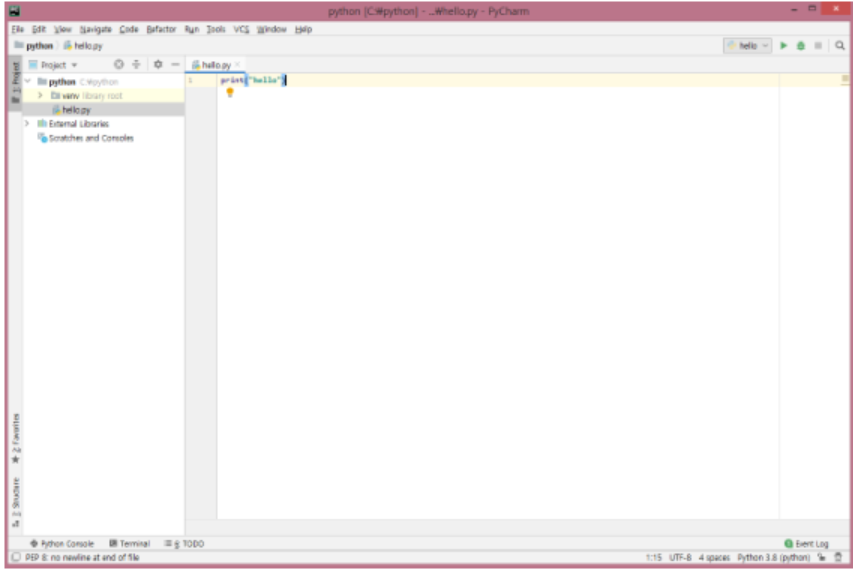 python [C:₩python] - ...₩hello.py - PyCharm
File Edit View Navigate Code Refactor Run Tools VCS Window Help
python hello.py
hello
1: Project
Project
hello.py
python C:₩python
1 print("hello")
venv library root
hello.py
External Libraries
Scratches and Consoles
2: Favorites
Structure
Python Console Terminal 6: TODO
Event Log
PEP 8: no newline at end of file
1:15 UTF-8 4 spaces Python 3.8 (python)